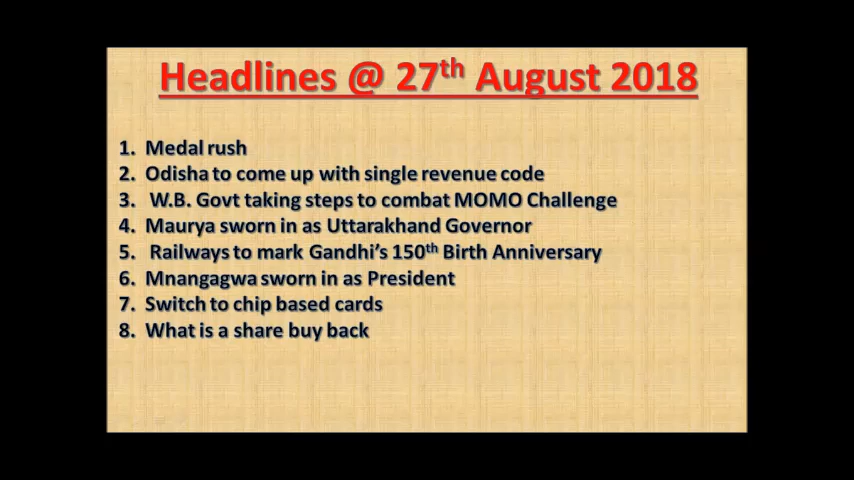 Headlines @ 27th August 2018
1. Medal rush
2. Odisha to come up with single revenue code
3. W.B. Govt taking steps to combat MOMO Challenge
4. Maurya sworn in as Uttarakhand Governor
5. Railways to mark Gandhi's 150th Birth Anniversary
6. Mnangagwa sworn in as President
7. Switch to chip based cards
8. What is a share buy back